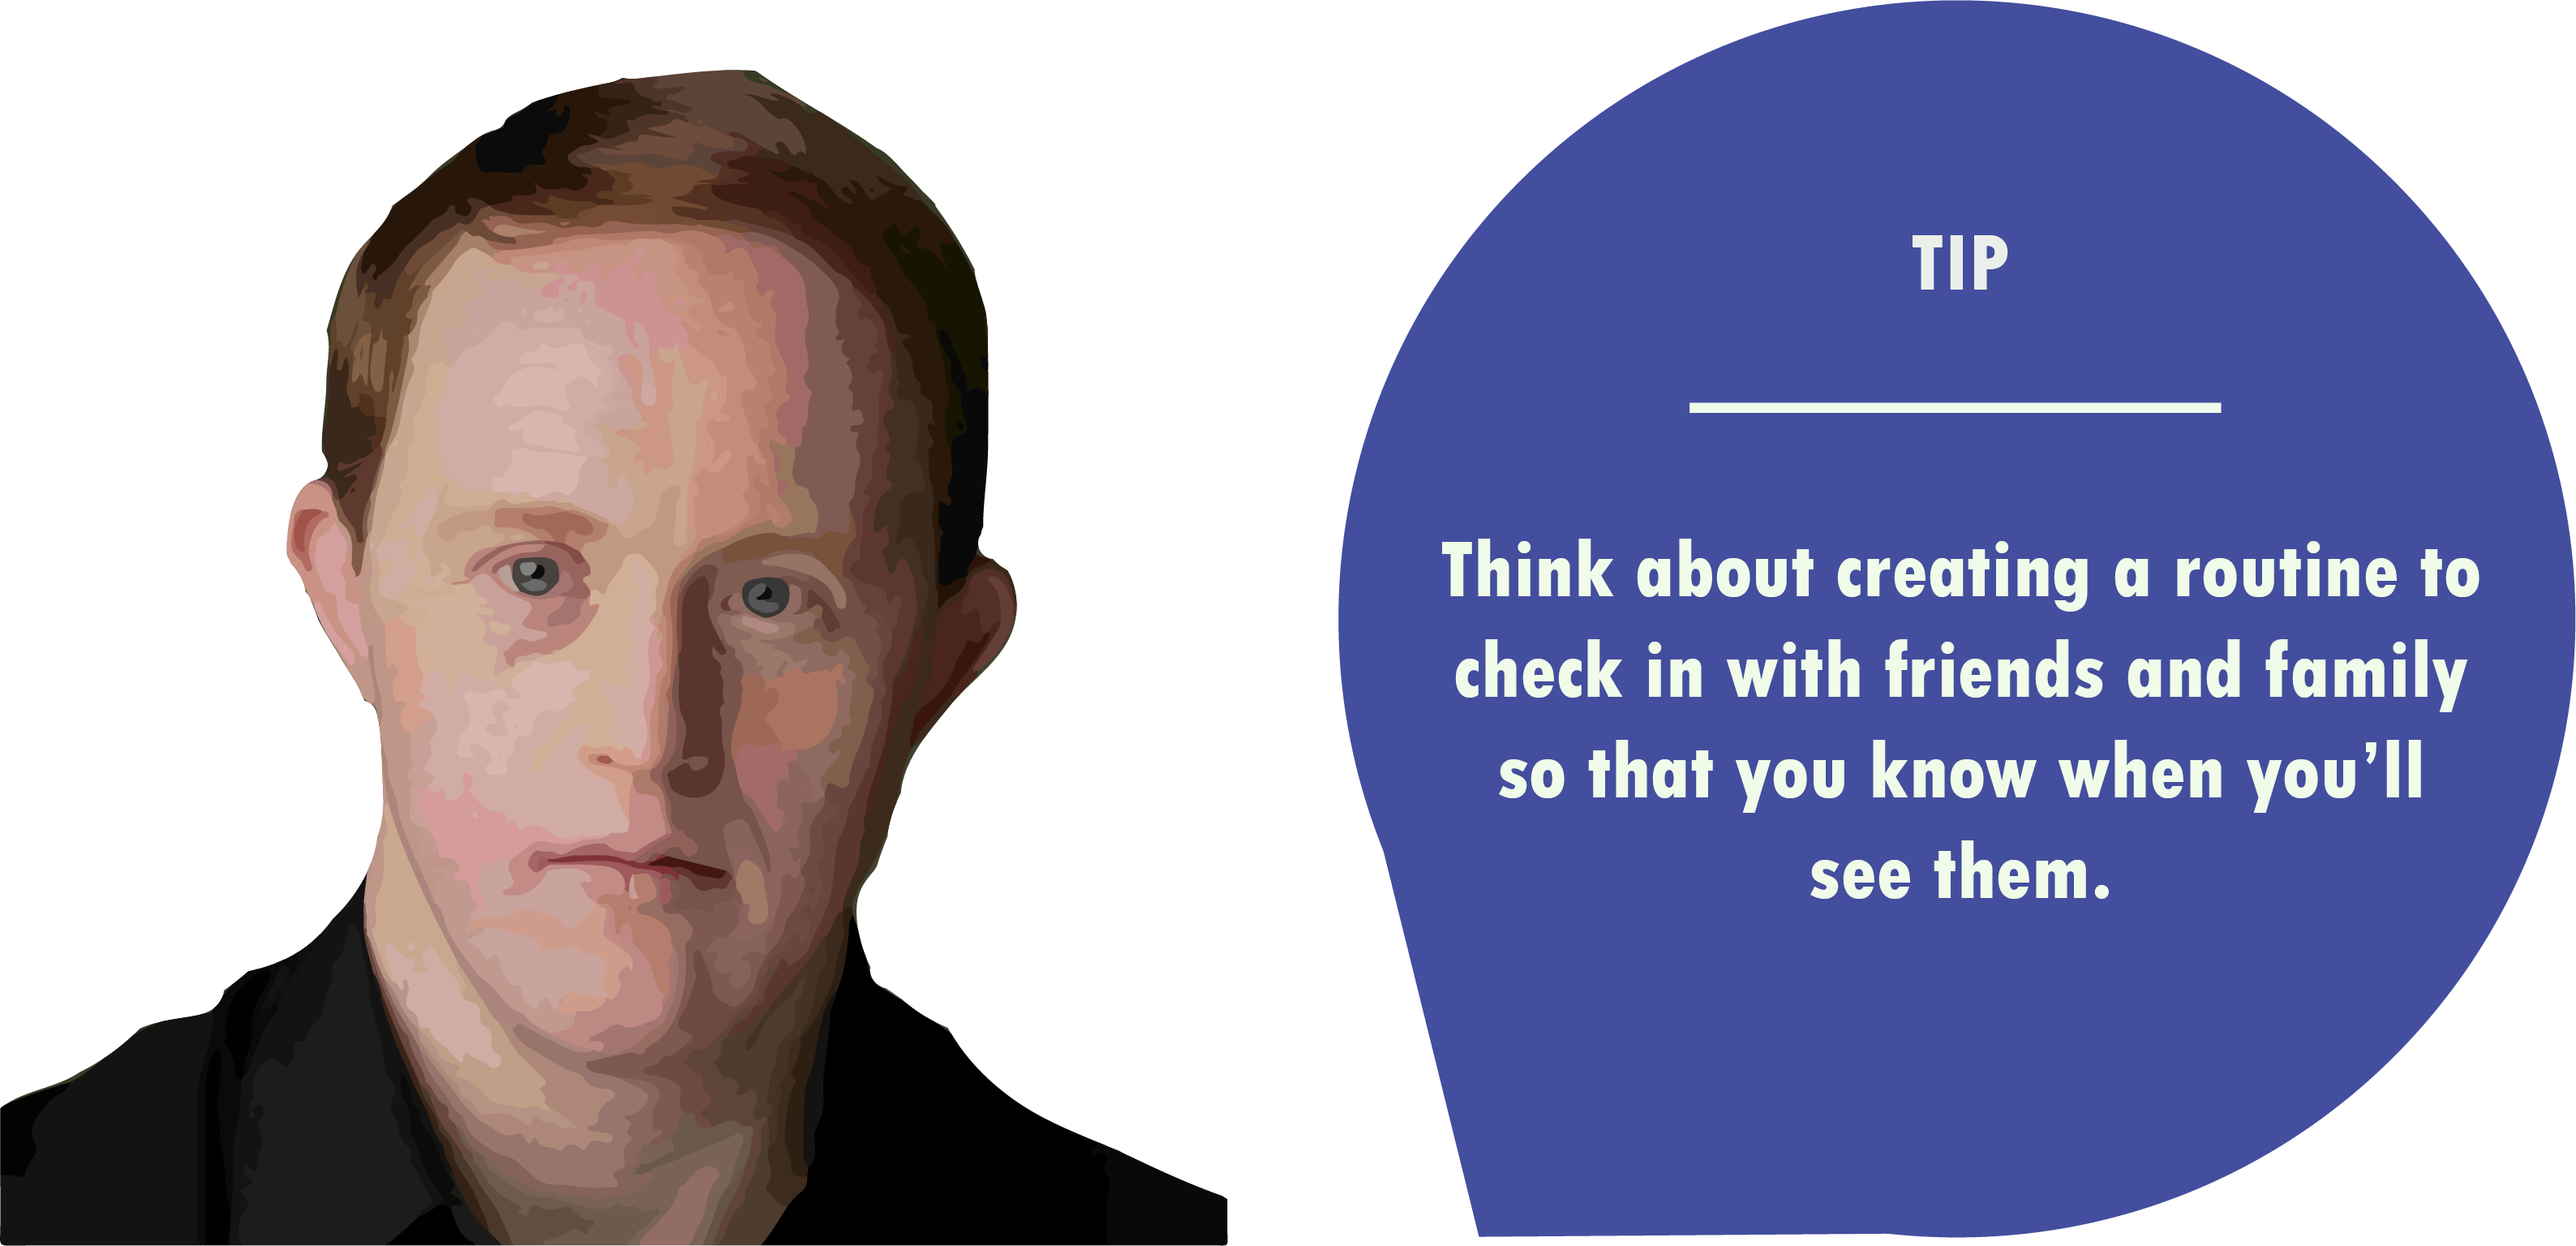 TIP
Think about creating a routine to
check in with friends and family
so that you know when you’ll
see them.